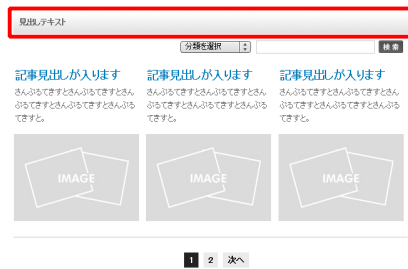 見出しテキスト
分類を選択
検索
記事見出しが入ります 記事見出しが入ります 記事見出しが入ります
さんぷるてきすとさんぷるてきすとさん さんぷるてきすとさんぷるてきすとさん さんぷるてきすとさんぷるてきすとさん
ぷるてきすとさんぷるてきすとさんぷる ぷるてきすとさんぷるてきすとさんぷる ぷるてきすとさんぷるてきすとさんぷる
てきすと。 てきすと。 てきすと。
IMAGE IMAGE IMAGE
1 2 次へ